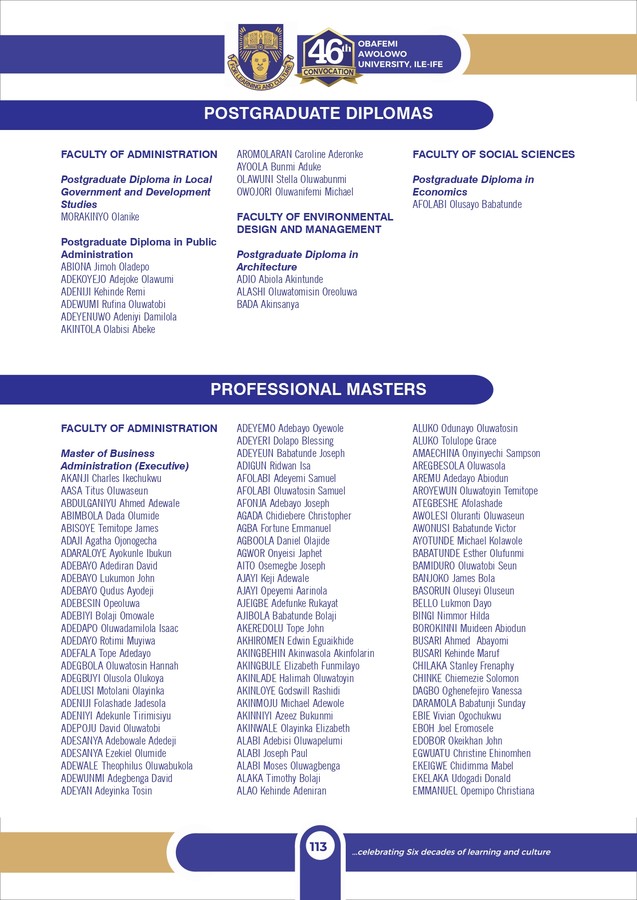 FOR LEARNING AND CULTURE
46th
CONVOCATION
OBAFEMI
AWOLOWO
UNIVERSITY, ILE-IFE
POSTGRADUATE DIPLOMAS
FACULTY OF ADMINISTRATION
Postgraduate Diploma in Local
Government and Development
Studies
MORAKINYO Olanike
Postgraduate Diploma in Public
Administration
ABIONA Jimoh Oladepo
ADEKOYEJO Adejoke Olawumi
ADENIJI Kehinde Remi
ADEWUMI Rufina Oluwatobi
ADEYENUWO Adeniyi Damilola
AKINTOLA Olabisi Abeke
AROMOLARAN Caroline Aderonke
AYOOLA Bunmi Aduke
OLAWUNI Stella Oluwabunmi
OWOJORI Oluwanifemi Michael
FACULTY OF ENVIRONMENTAL
DESIGN AND MANAGEMENT
Postgraduate Diploma in
Architecture
ADIO Abiola Akintunde
ALASHI Oluwatomisin Oreoluwa
BADA Akinsanya
FACULTY OF SOCIAL SCIENCES
Postgraduate Diploma in
Economics
AFOLABI Olusayo Babatunde
PROFESSIONAL MASTERS
FACULTY OF ADMINISTRATION
Master of Business
Administration (Executive)
AKANJI Charles Ikechukwu
AASA Titus Oluwaseun
ABDULGANIYU Ahmed Adewale
ABIMBOLA Dada Olumide
ABISOYE Temitope James
ADAJI Agatha Ojonogecha
ADARALOYE Ayokunle Ibukun
ADEBAYO Adediran David
ADEBAYO Lukumon John
ADEBAYO Qudus Ayodeji
ADEBESIN Opeoluwa
ADEBIYI Bolaji Omowale
ADEDAPO Oluwadamilola Isaac
ADEDAYO Rotimi Muyiwa
ADEFALA Tope Adedayo
ADEGBOLA Oluwatosin Hannah
ADEGBUYI Olusola Olukoya
ADELUSI Motolani Olayinka
ADENIJI Folashade Jadesola
ADENIYI Adekunle Tirimisiyu
ADEPOJU David Oluwatobi
ADESANYA Adebowale Adedeji
ADESANYA Ezekiel Olumide
ADEWALE Theophilus Oluwabukola
ADEWUNMI Adegbenga David
ADEYAN Adeyinka Tosin
ADEYEMO Adebayo Oyewole
ADEYERI Dolapo Blessing
ADEYEUN Babatunde Joseph
ADIGUN Ridwan Isa
AFOLABI Adeyemi Samuel
AFOLABI Oluwatosin Samuel
AFONJA Adebayo Joseph
AGADA Chidiebere Christopher
AGBA Fortune Emmanuel
AGBOOLA Daniel Olajide
AGWOR Onyeisi Japhet
AITO Osemegbe Joseph
AJAYI Keji Adewale
AJAYI Opeyemi Aarinola
AJEIGBE Adefunke Rukayat
AJIBOLA Babatunde Bolaji
AKEREDOLU Tope John
AKHIROMEN Edwin Eguaikhide
AKINGBEHIN Akinwasola Akinfolarin
AKINGBULE Elizabeth Funmilayo
AKINLADE Halimah Oluwatoyin
AKINLOYE Godswill Rashidi
AKINMOJU Michael Adewole
AKINNIYI Azeez Bukunmi
AKINWALE Olayinka Elizabeth
ALABI Adebisi Oluwapelumi
ALABI Joseph Paul
ALABI Moses Oluwagbenga
ALAKA Timothy Bolaji
ALAO Kehinde Adeniran
ALUKO Odunayo Oluwatosin
ALUKO Tolulope Grace
AMAECHINA Onyinyechi Sampson
AREGBESOLA Oluwasola
AREMU Adedayo Abiodun
AROYEWUN Oluwatoyin Temitope
ATEGBESHE Afolashade
AWOLESI Oluranti Oluwaseun
AWONUSI Babatunde Victor
AYOTUNDE Michael Kolawole
BABATUNDE Esther Olufunmi
BAMIDURO Oluwatobi Seun
BANJOKO James Bola
BASORUN Oluseyi Oluseun
BELLO Lukmon Dayo
BINGI Nimmor Hilda
BOROKINNI Muideen Abiodun
BUSARI Ahmed Abayomi
BUSARI Kehinde Maruf
CHILAKA Stanley Frenaphy
CHINKE Chiemezie Solomon
DAGBO Oghenefejiro Vanessa
DARAMOLA Babatunji Sunday
EBIE Vivian Ogochukwu
EBOH Joel Eromosele
EDOBOR Okeikhan John
EGWUATU Christine Ehinomhen
EKEIGWE Chidimma Mabel
EKELAKA Udogadi Donald
EMMANUEL Opemipo Christiana
113
...celebrating Six decades of learning and culture